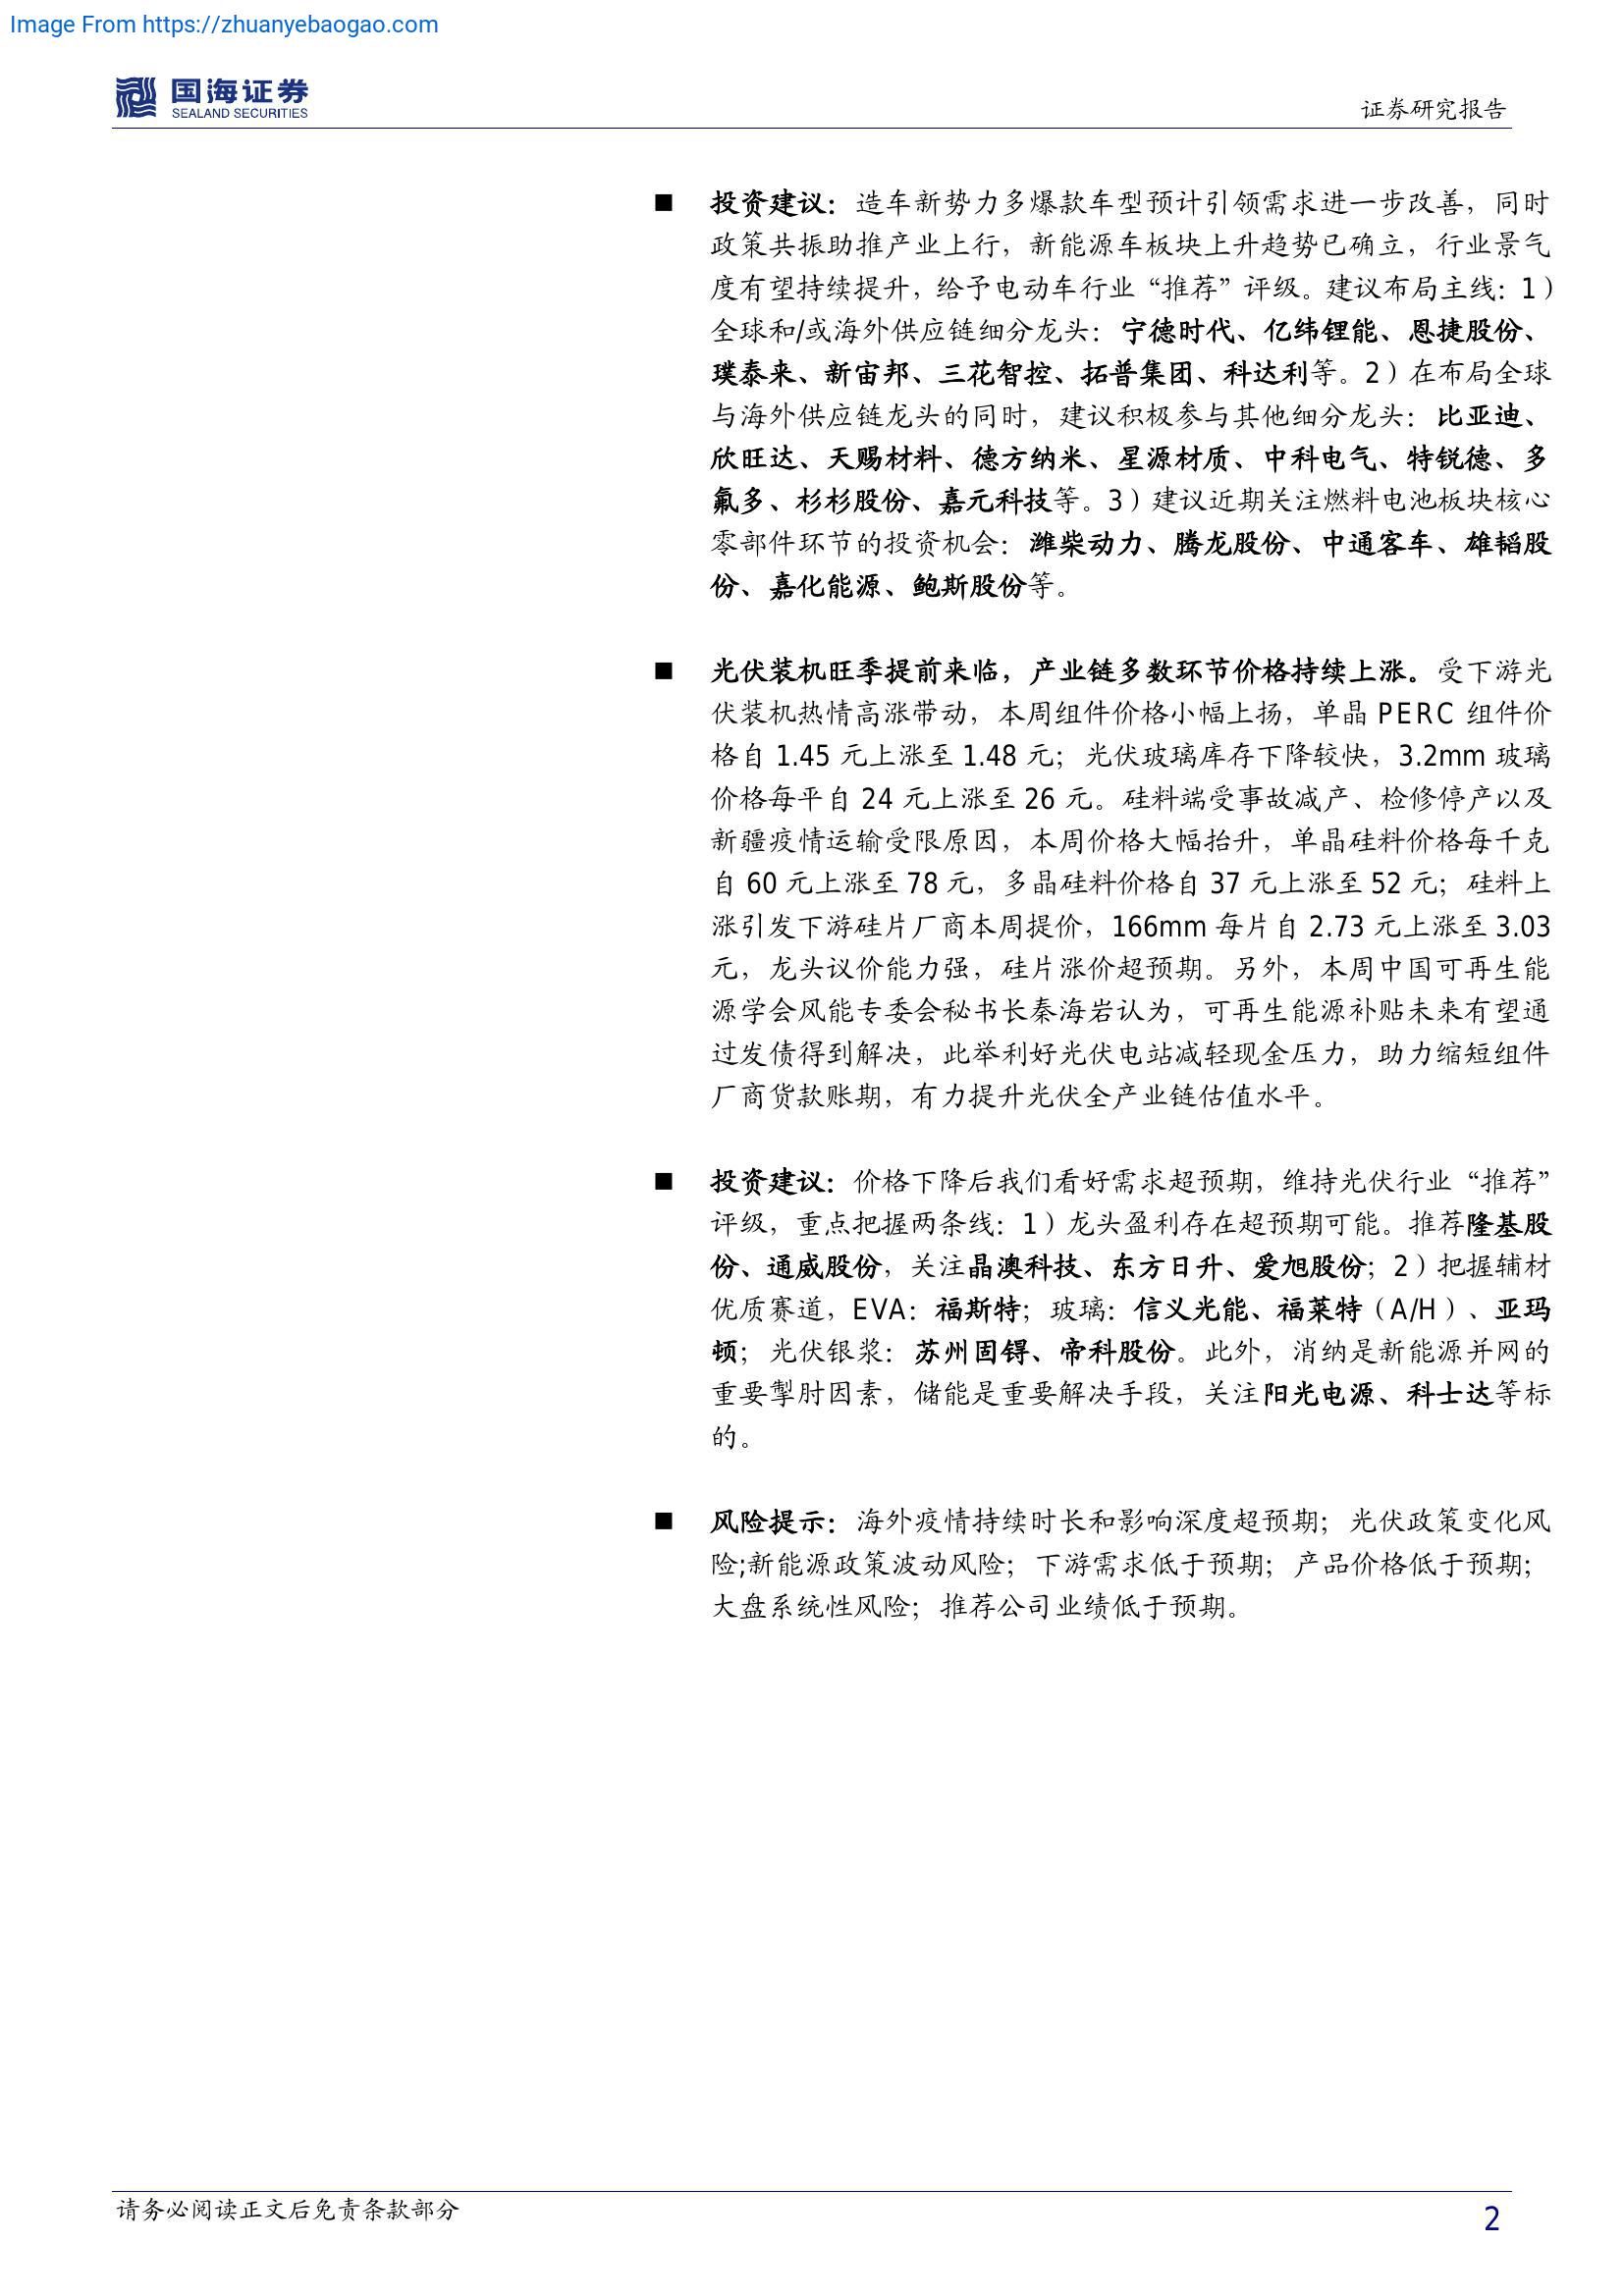 Image From https://zhuanyebaogao.com
国海证券
SEALAND SECURITIES
证券研究报告
■ 投资建议：造车新势力多爆款车型预计引领需求进一步改善，同时
政策共振助推产业上行，新能源车板块上升趋势已确立，行业景气
度有望持续提升，给予电动车行业“推荐”评级。建议布局主线：1）
全球和/或海外供应链细分龙头：宁德时代、亿纬锂能、恩捷股份、
璞泰来、新宙邦、三花智控、拓普集团、科达利等。2）在布局全球
与海外供应链龙头的同时，建议积极参与其他细分龙头：比亚迪、
欣旺达、天赐材料、德方纳米、星源材质、中科电气、特锐德、多
氟多、杉杉股份、嘉元科技等。3）建议近期关注燃料电池板块核心
零部件环节的投资机会：潍柴动力、腾龙股份、中通客车、雄韬股
份、嘉化能源、鲍斯股份等。
■ 光伏装机旺季提前来临，产业链多数环节价格持续上涨。受下游光
伏装机热情高涨带动，本周组件价格小幅上扬，单晶 PERC 组件价
格自 1.45 元上涨至 1.48 元；光伏玻璃库存下降较快，3.2mm 玻璃
价格每平自 24 元上涨至 26 元。硅料端受事故减产、检修停产以及
新疆疫情运输受限原因，本周价格大幅抬升，单晶硅料价格每千克
自 60 元上涨至 78 元，多晶硅料价格自 37 元上涨至 52 元；硅料上
涨引发下游硅片厂商本周提价，166mm 每片自 2.73 元上涨至 3.03
元，龙头议价能力强，硅片涨价超预期。另外，本周中国可再生能
源学会风能专委会秘书长秦海岩认为，可再生能源补贴未来有望通
过发债得到解决，此举利好光伏电站减轻现金压力，助力缩短组件
厂商货款账期，有力提升光伏全产业链估值水平。
■ 投资建议：价格下降后我们看好需求超预期，维持光伏行业“推荐”
评级，重点把握两条线：1）龙头盈利存在超预期可能。推荐隆基股
份、通威股份，关注晶澳科技、东方日升、爱旭股份；2）把握辅材
优质赛道，EVA：福斯特；玻璃：信义光能、福莱特（A/H）、亚玛
顿；光伏银浆：苏州固锝、帝科股份。此外，消纳是新能源并网的
重要掣肘因素，储能是重要解决手段，关注阳光电源、科士达等标
的。
■ 风险提示：海外疫情持续时长和影响深度超预期；光伏政策变化风
险;新能源政策波动风险；下游需求低于预期；产品价格低于预期；
大盘系统性风险；推荐公司业绩低于预期。
请务必阅读正文后免责条款部分
2